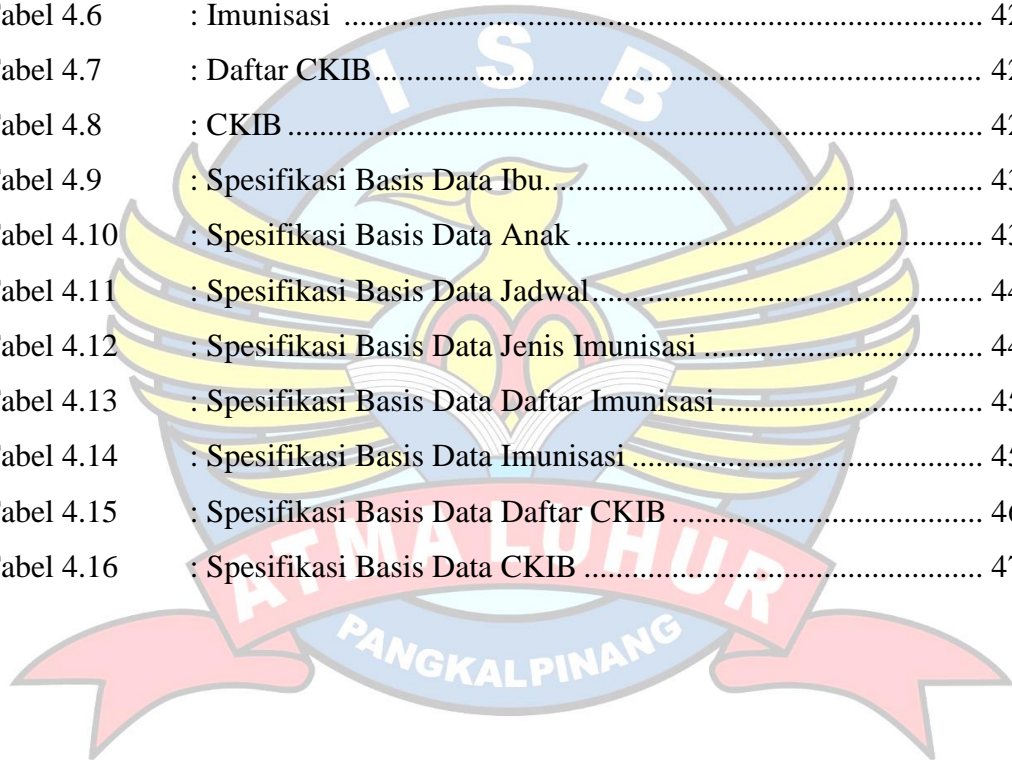 abel 4.6 : Imunisasi ........................................................................................ 42
abel 4.7 : Daftar CKIB.................................................................................... 42
abel 4.8 : CKIB ................................................................................................ 42
abel 4.9 : Spesifikasi Basis Data Ibu............................................................ 43
abel 4.10 : Spesifikasi Basis Data Anak ........................................................ 43
abel 4.11 : Spesifikasi Basis Data Jadwal...................................................... 44
abel 4.12 : Spesifikasi Basis Data Jenis Imunisasi ....................................... 44
abel 4.13 : Spesifikasi Basis Data Daftar Imunisasi ..................................... 45
abel 4.14 : Spesifikasi Basis Data Imunisasi ................................................. 45
abel 4.15 : Spesifikasi Basis Data Daftar CKIB ........................................... 46
abel 4.16 : Spesifikasi Basis Data CKIB ....................................................... 47
I S B
ATMA LUHUR
PANGKALPINANG